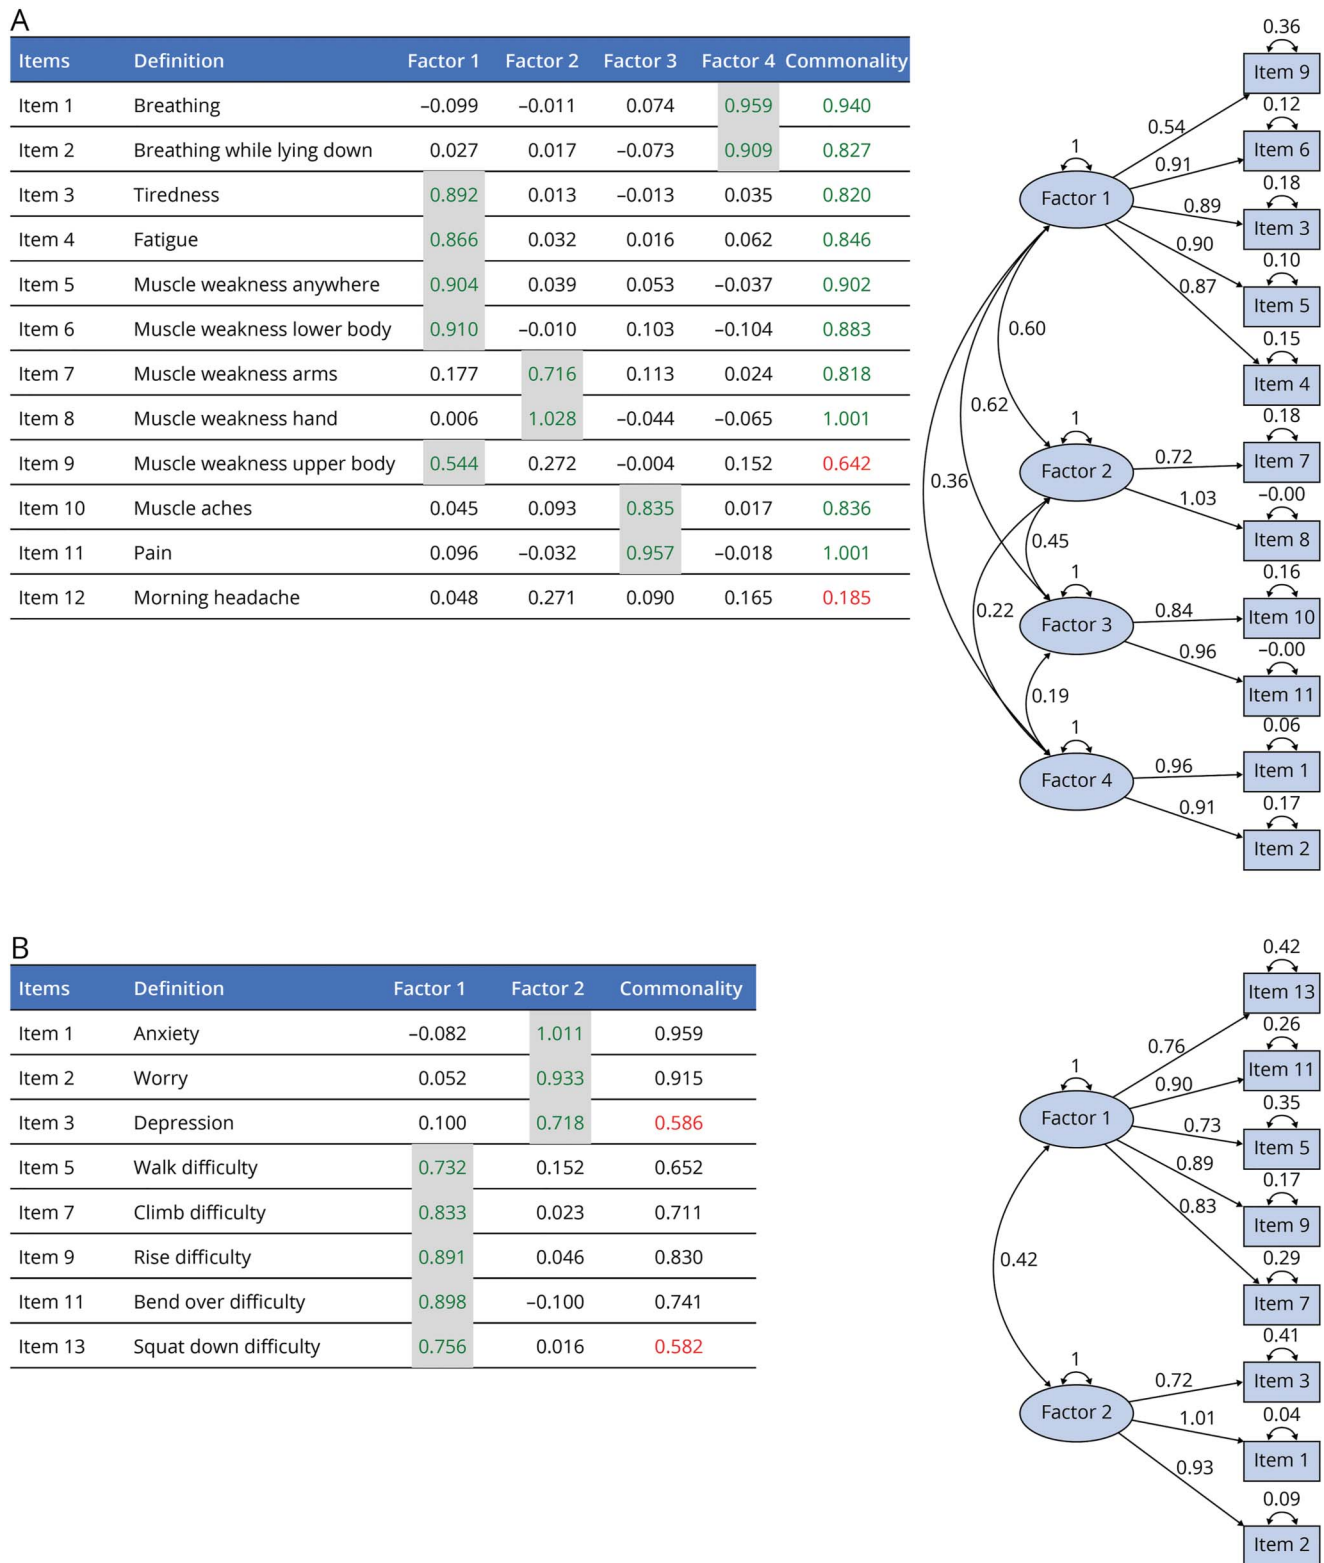 A
Items Definition Factor 1 Factor 2 Factor 3 Factor 4 Commonality
Item 1 Breathing –0.099 –0.011 0.074 0.959 0.940
Item 2 Breathing while lying down 0.027 0.017 –0.073 0.909 0.827
Item 3 Tiredness 0.892 0.013 –0.013 0.035 0.820
Item 4 Fatigue 0.866 0.032 0.016 0.062 0.846
Item 5 Muscle weakness anywhere 0.904 0.039 0.053 –0.037 0.902
Item 6 Muscle weakness lower body 0.910 –0.010 0.103 –0.104 0.883
Item 7 Muscle weakness arms 0.177 0.716 0.113 0.024 0.818
Item 8 Muscle weakness hand 0.006 1.028 –0.044 –0.065 1.001
Item 9 Muscle weakness upper body 0.544 0.272 –0.004 0.152 0.642
Item 10 Muscle aches 0.045 0.093 0.835 0.017 0.836
Item 11 Pain 0.096 –0.032 0.957 –0.018 1.001
Item 12 Morning headache 0.048 0.271 0.090 0.165 0.185
0.36
Item 9
0.54
0.12
Item 6
1
0.91
0.18
Factor 1
0.89
Item 3
0.90
0.10
Item 5
0.87
0.15
0.60
Item 4
0.62
0.18
1
Item 7
0.72
Factor 2
0.36
1.03
–0.00
Item 8
0.45
0.16
1
Item 10
0.22
0.84
Factor 3
0.96
–0.00
Item 11
0.19
0.06
1
Item 1
0.96
Factor 4
0.91
0.17
Item 2
B
Items Definition Factor 1 Factor 2 Commonality
Item 1 Anxiety –0.082 1.011 0.959
Item 2 Worry 0.052 0.933 0.915
Item 3 Depression 0.100 0.718 0.586
Item 5 Walk difficulty 0.732 0.152 0.652
Item 7 Climb difficulty 0.833 0.023 0.711
Item 9 Rise difficulty 0.891 0.046 0.830
Item 11 Bend over difficulty 0.898 –0.100 0.741
Item 13 Squat down difficulty 0.756 0.016 0.582
0.42
Item 13
0.76
0.26
Item 11
1
0.90
0.35
Factor 1
0.73
Item 5
0.89
0.17
Item 9
0.83
0.29
0.42
Item 7
0.41
1
Item 3
0.72
Factor 2
1.01
0.04
Item 1
0.93
0.09
Item 2